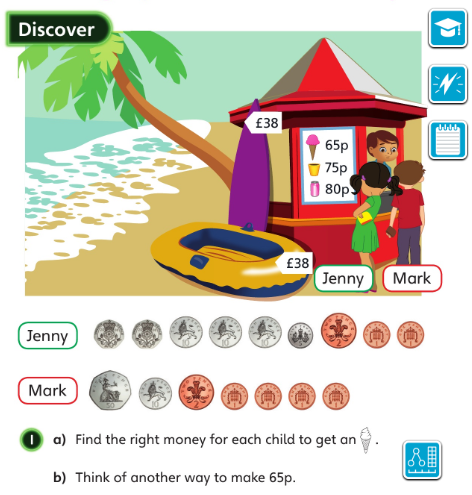 Discover
£38
65p
75p
80p
£38
Jenny
Mark
Jenny
2
Mark
1 a) Find the right money for each child to get an .
b) Think of another way to make 65p.